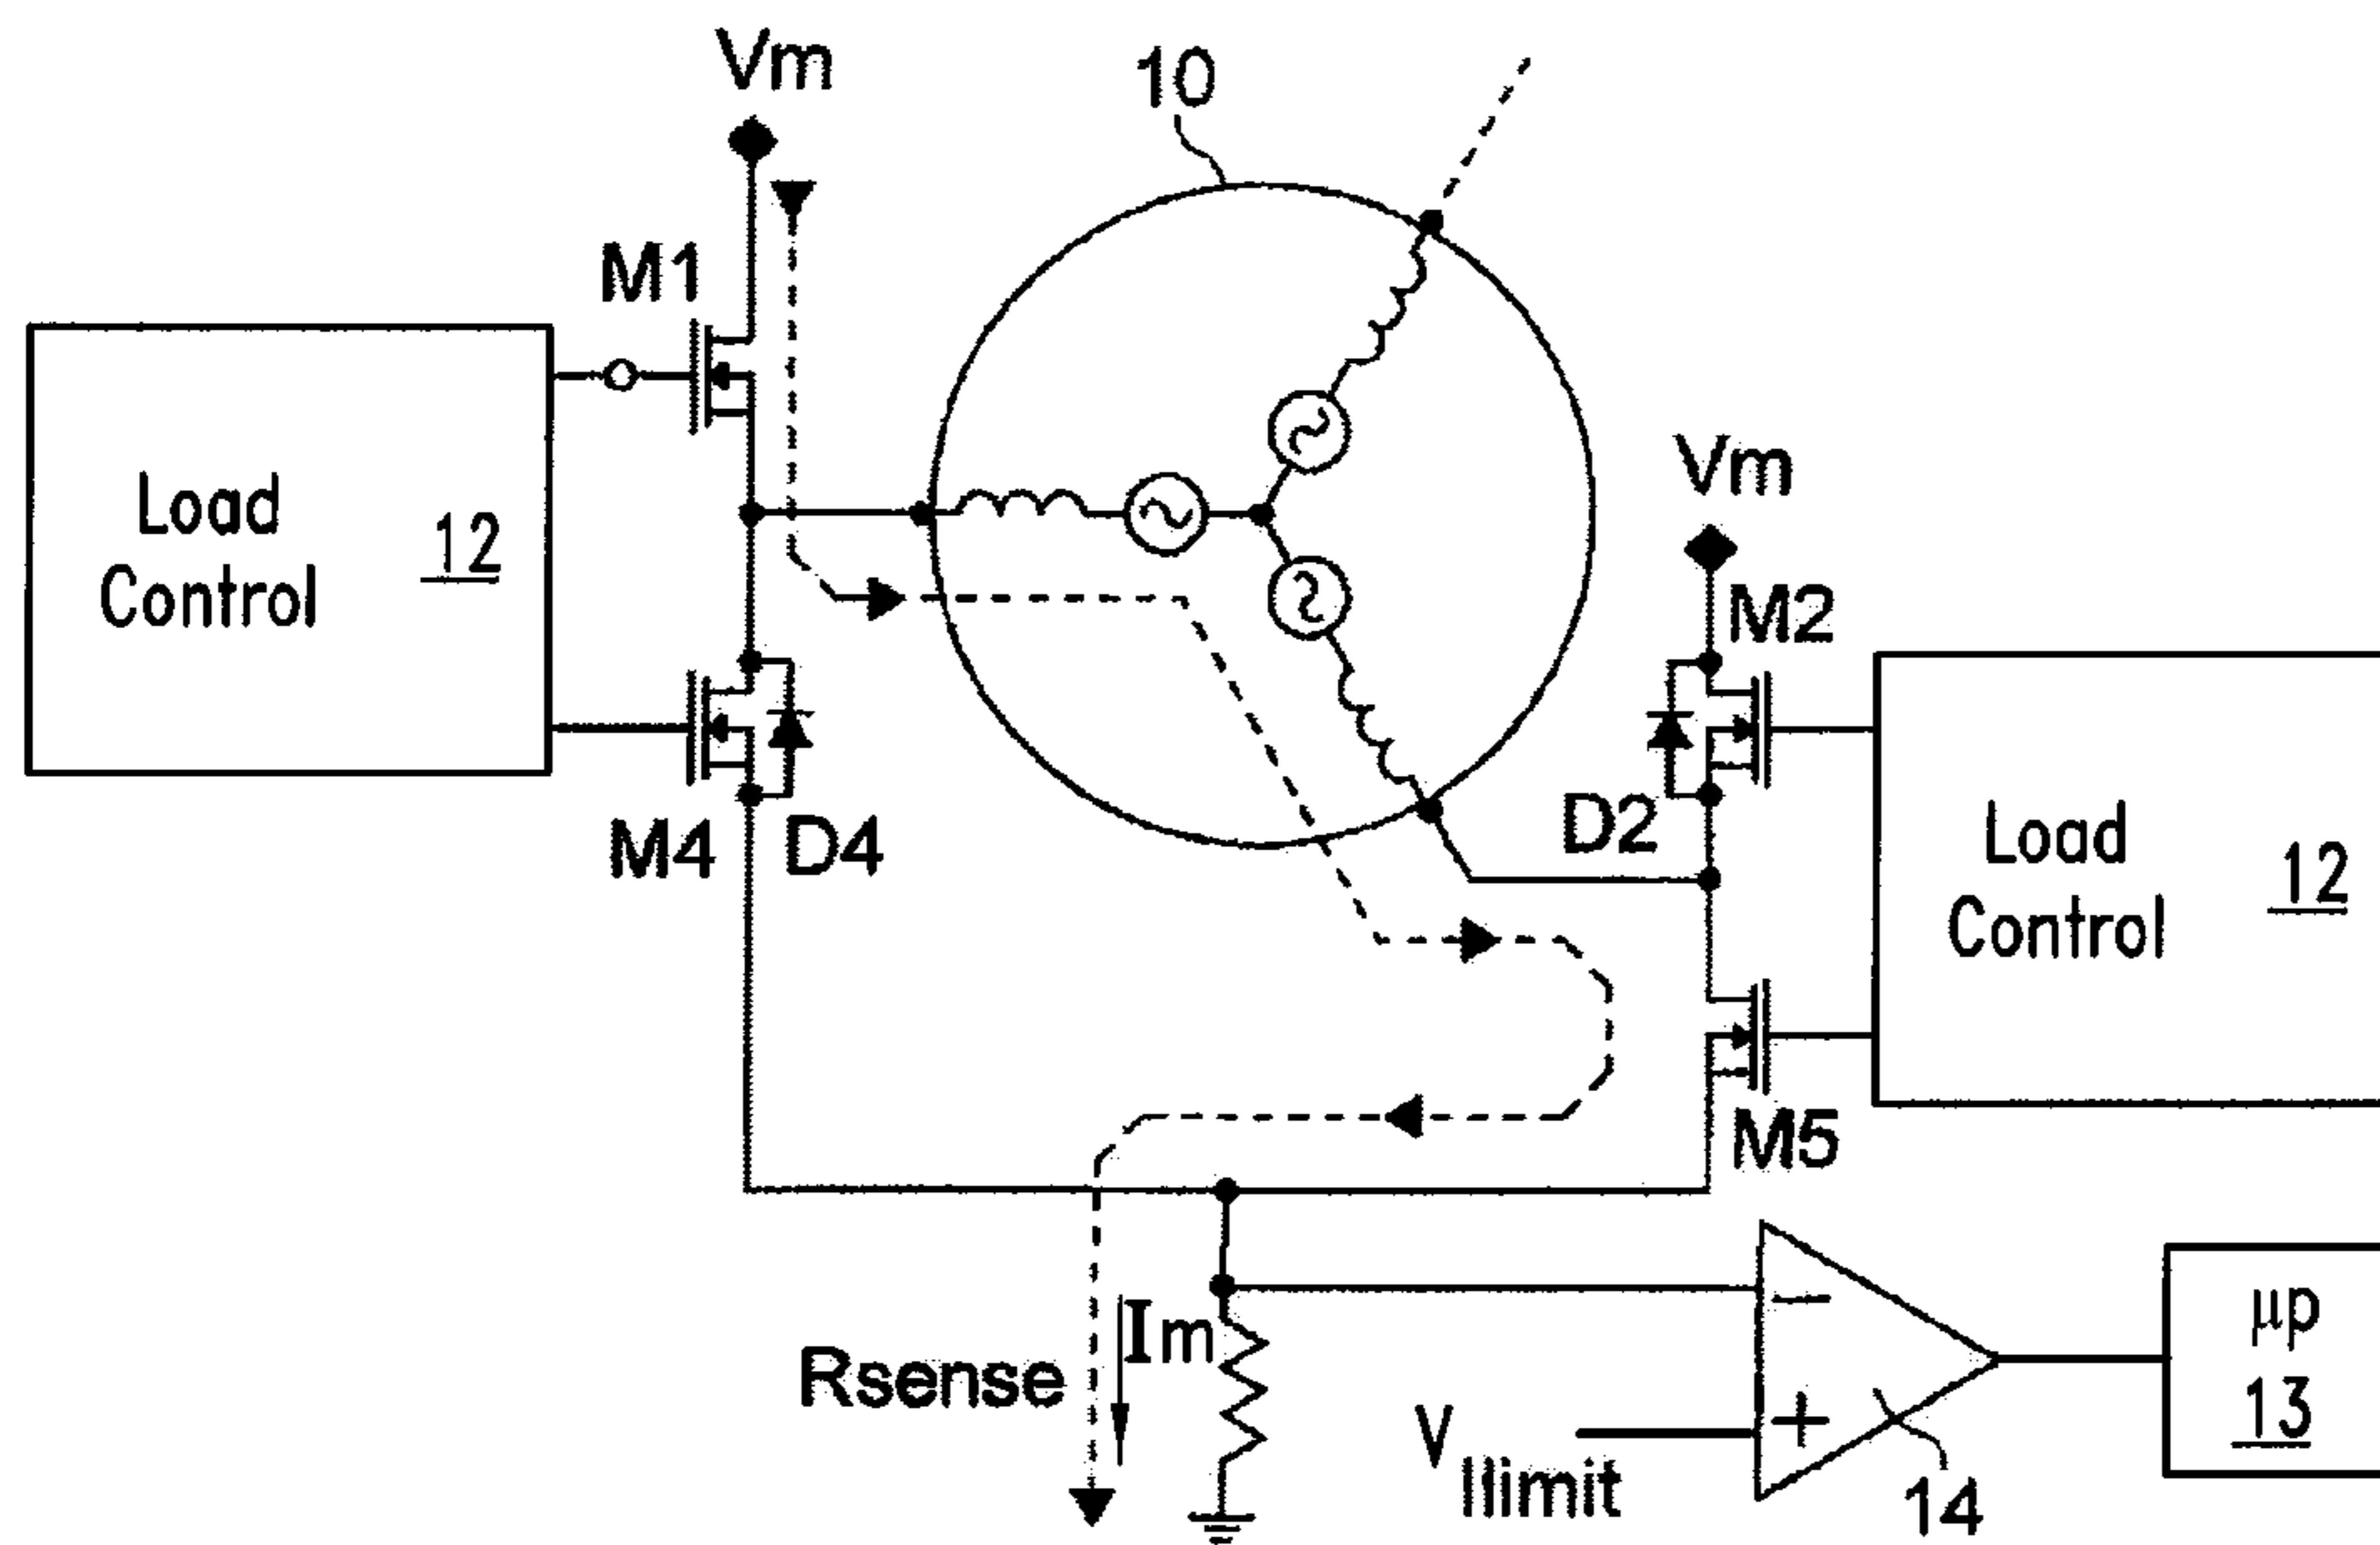 Vm
10
M1
Load
Control
12
Vm
M2
M4
D4
D2
Load
Control
12
M5
Rsense
Im
V
Ilimit
14
μp
13